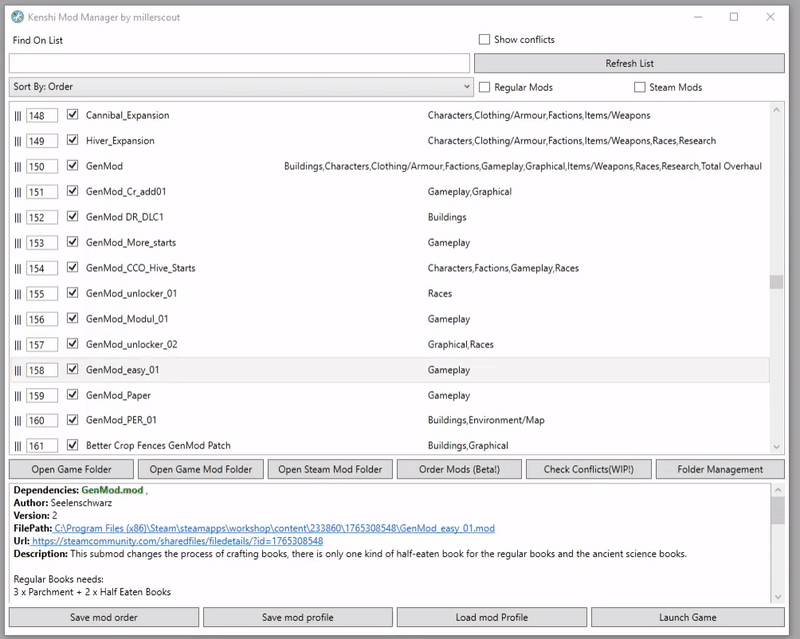 Kenshi Mod Manager by millerscout
Find On List
Show conflicts
Refresh List
Sort By: Order
Regular Mods
Steam Mods
148 Cannibal_Expansion Characters,Clothing/Armour,Factions,Items/Weapons
149 Hiver_Expansion Characters,Clothing/Armour,Factions,Items/Weapons,Races,Research
150 GenMod Buildings,Characters,Clothing/Armour,Factions,Gameplay,Graphical,Items/Weapons,Races,Research,Total Overhaul
151 GenMod_Cr_add01 Gameplay,Graphical
152 GenMod DR_DLC1 Buildings
153 GenMod_More_starts Gameplay
154 GenMod_CCO_Hive_Starts Characters,Factions,Gameplay,Races
155 GenMod_unlocker_01 Races
156 GenMod_Modul_01 Gameplay
157 GenMod_unlocker_02 Graphical,Races
158 GenMod_easy_01 Gameplay
159 GenMod_Paper Gameplay
160 GenMod_PER_01 Buildings,Environment/Map
161 Better Crop Fences GenMod Patch Buildings,Graphical
Open Game Folder
Open Game Mod Folder
Open Steam Mod Folder
Order Mods (Beta!)
Check Conflicts(WIP!)
Folder Management
Dependencies: GenMod.mod ,
Author: Seelenschwarz
Version: 2
FilePath: C:\Program Files (x86)\Steam\steamapps\workshop\content\233860\1765308548\GenMod_easy_01.mod
Url: https://steamcommunity.com/sharedfiles/filedetails/?id=1765308548
Description: This submod changes the process of crafting books, there is only one kind of half-eaten book for the regular books and the ancient science books.
Regular Books needs:
3 x Parchment + 2 x Half Eaten Books
Save mod order
Save mod profile
Load mod Profile
Launch Game